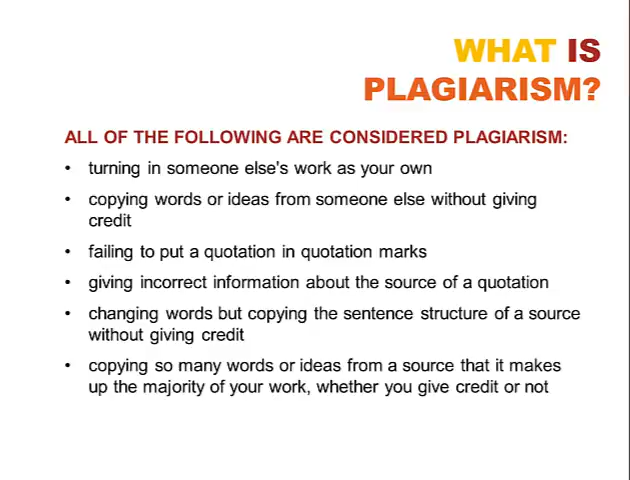 WHAT IS
PLAGIARISM?
ALL OF THE FOLLOWING ARE CONSIDERED PLAGIARISM:
• turning in someone else's work as your own
• copying words or ideas from someone else without giving
credit
• failing to put a quotation in quotation marks
• giving incorrect information about the source of a quotation
• changing words but copying the sentence structure of a source
without giving credit
• copying so many words or ideas from a source that it makes
up the majority of your work, whether you give credit or not